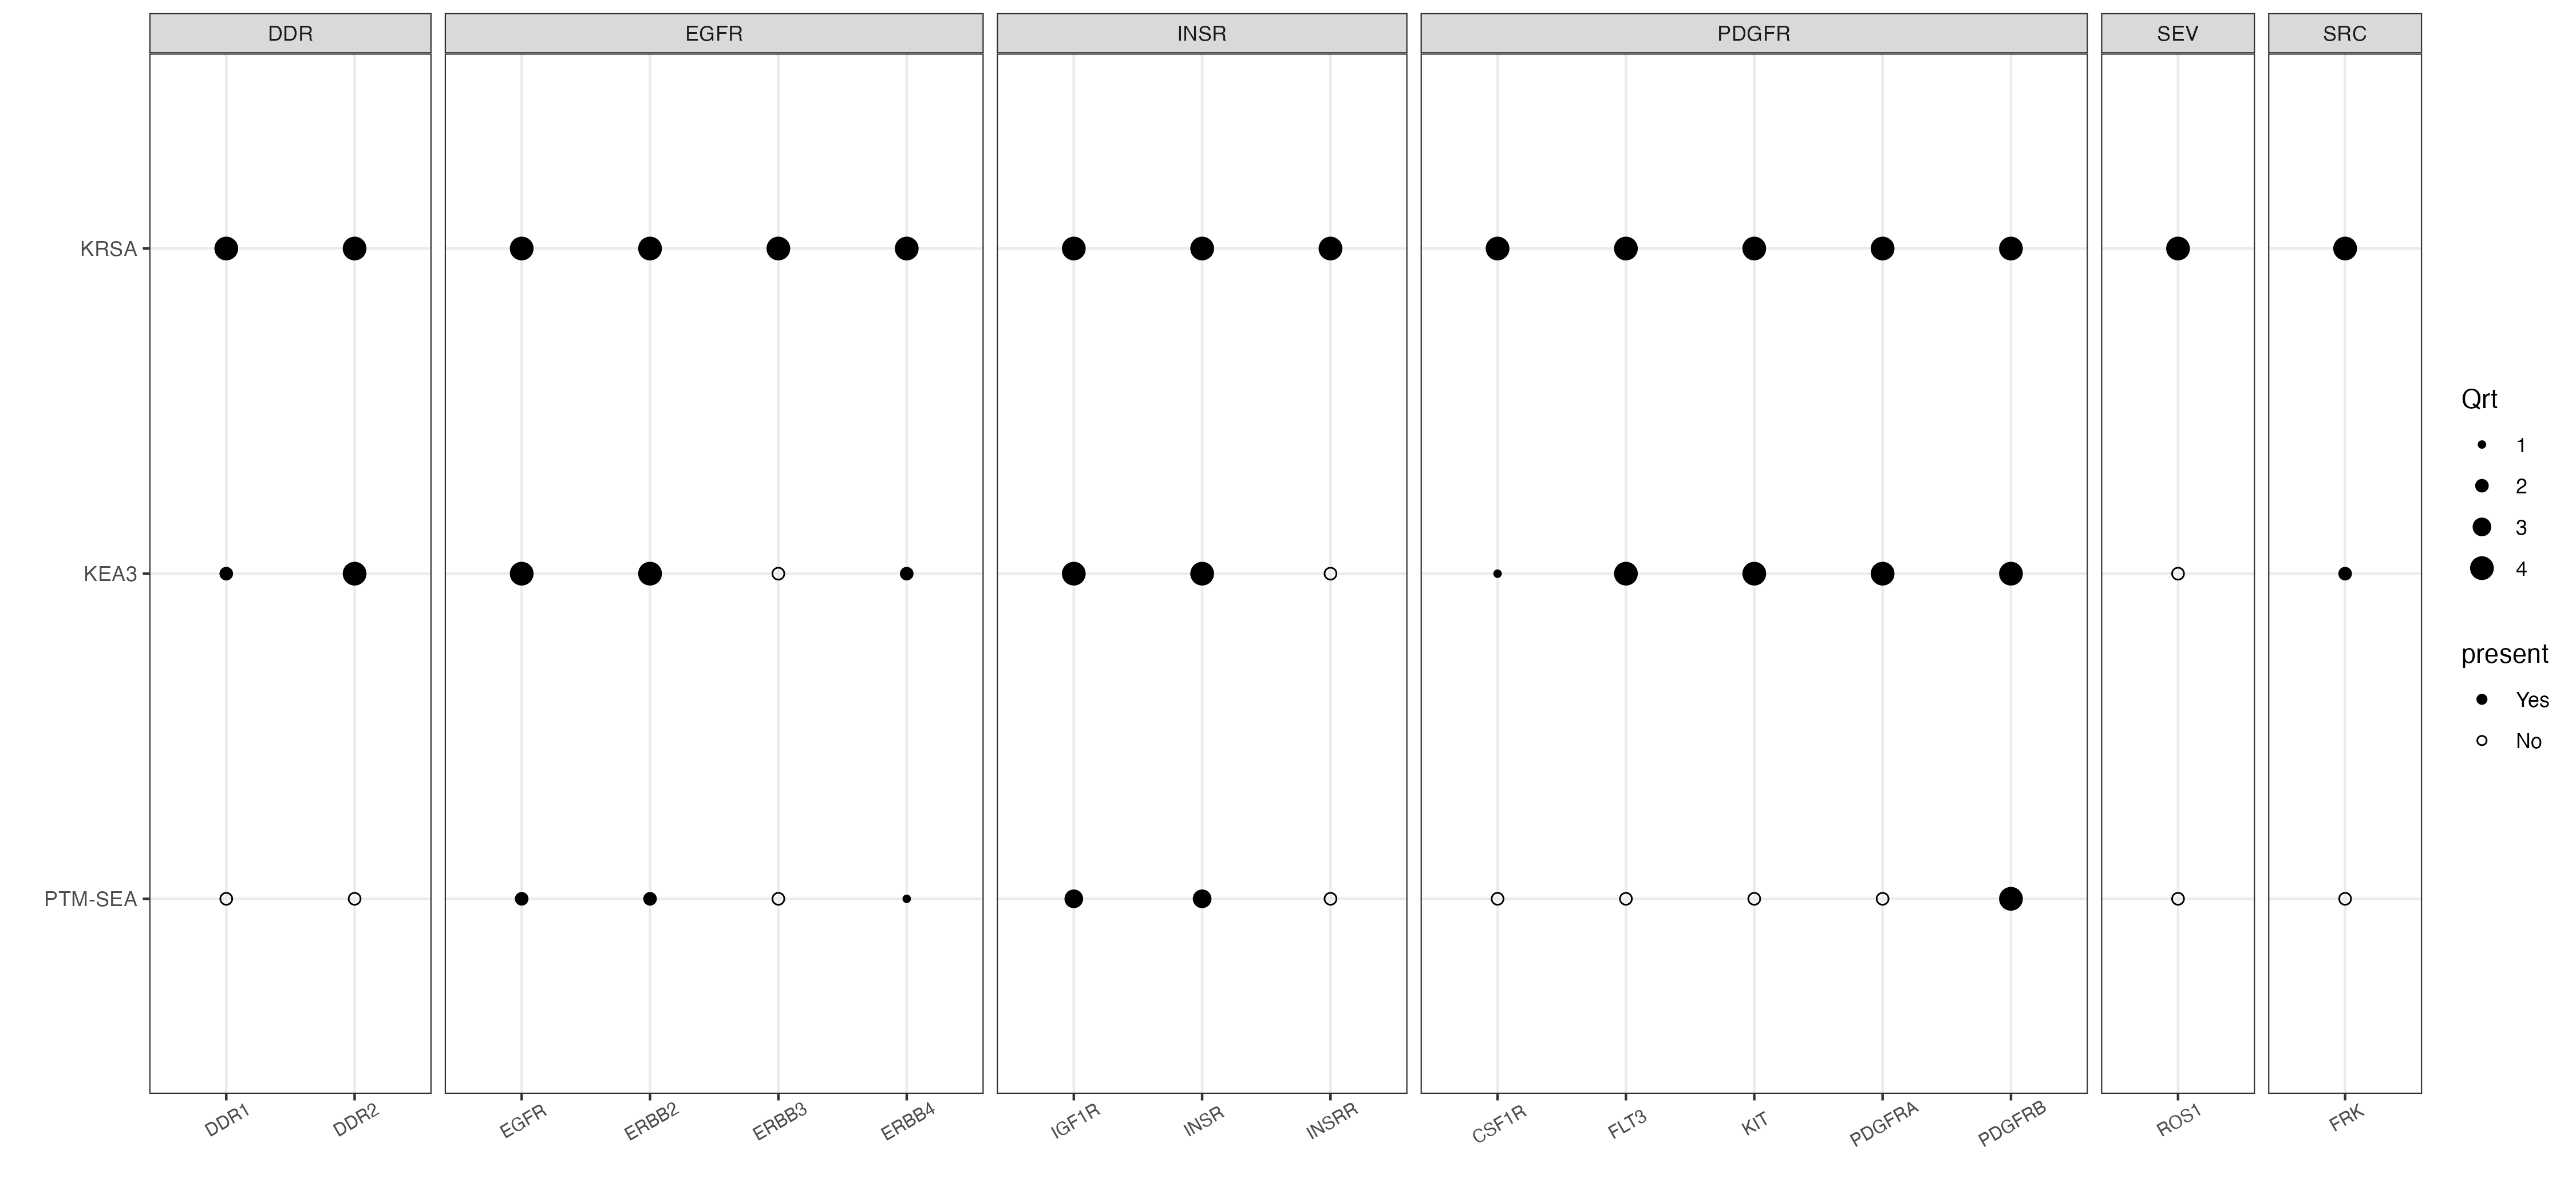 DDR EGFR INSR PDGFR SEV SRC
KRSA
KEA3
PTM-SEA
DDR1 DDR2 EGFR ERBB2 ERBB3 ERBB4 IGF1R INSR INSRR CSF1R FLT3 KIT PDGFRA PDGFRB ROS1 FRK
Qrt
1
2
3
4
present
Yes
No